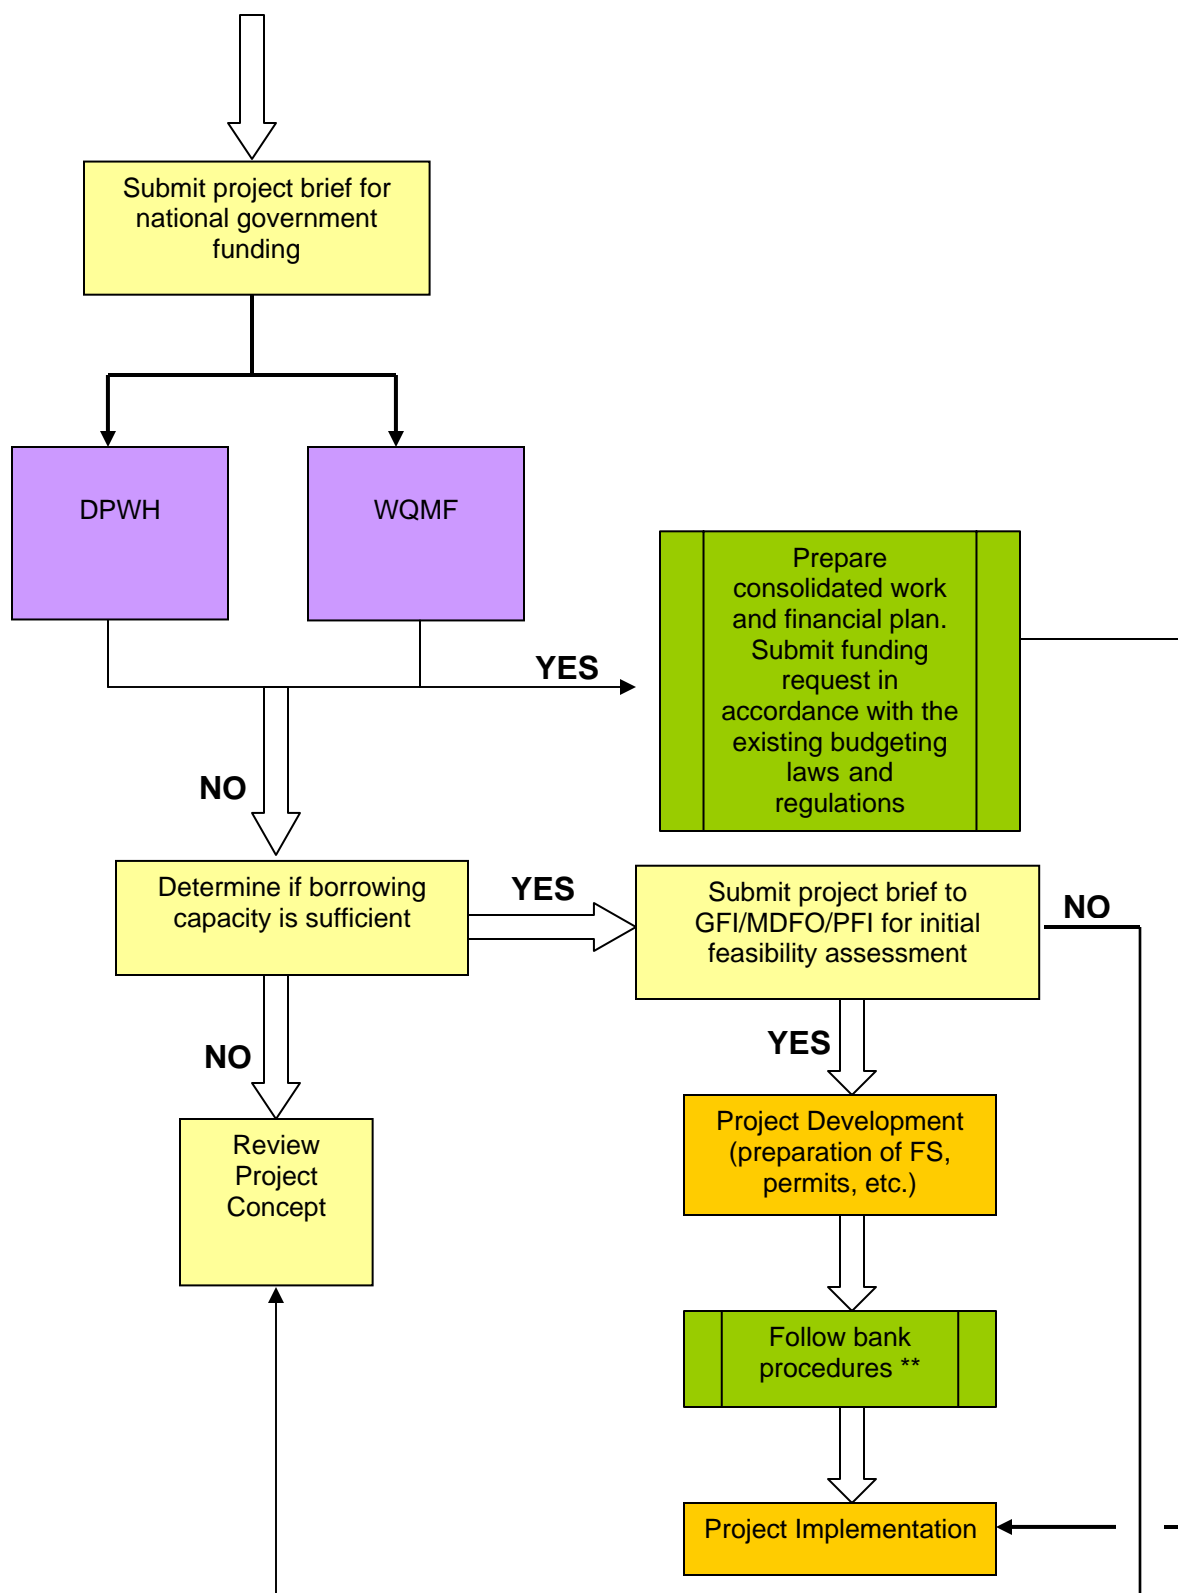 Submit project brief for
national government
funding
DPWH
WQMF
YES
Prepare
consolidated work
and financial plan.
Submit funding
request in
accordance with the
existing budgeting
laws and
regulations
NO
Determine if borrowing
capacity is sufficient
YES
Submit project brief to
GFI/MDFO/PFI for initial
feasibility assessment
NO
NO
YES
Review
Project
Concept
Project Development
(preparation of FS,
permits, etc.)
Follow bank
procedures **
Project Implementation